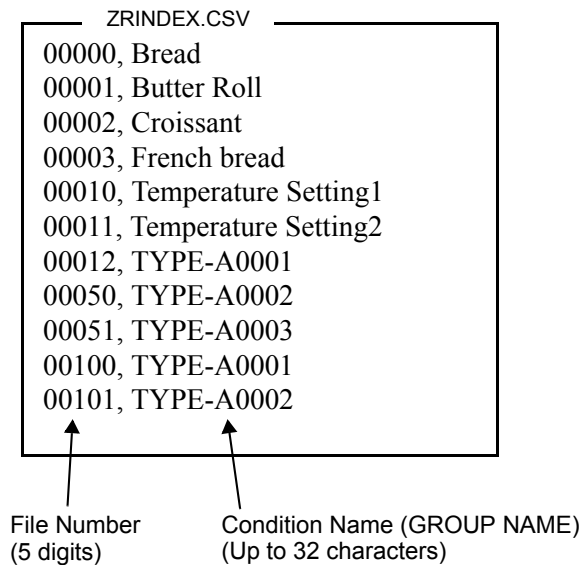 ZRINDEX.CSV
00000, Bread
00001, Butter Roll
00002, Croissant
00003, French bread
00010, Temperature Setting1
00011, Temperature Setting2
00012, TYPE-A0001
00050, TYPE-A0002
00051, TYPE-A0003
00100, TYPE-A0001
00101, TYPE-A0002
File Number
(5 digits)
Condition Name (GROUP NAME)
(Up to 32 characters)